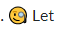 . 🧐 Let